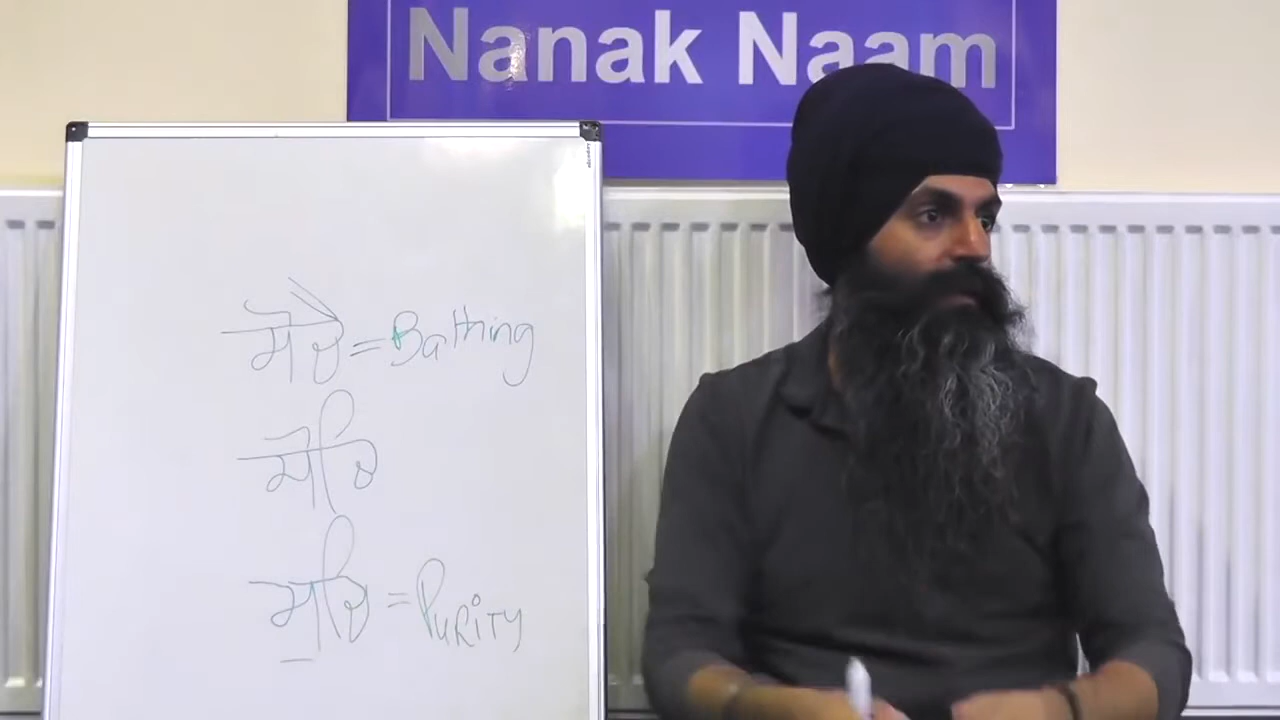 Nanak Naam
ਸੋਚੈ = Bathing
ਸੋਚਿ
ਸੁਚਿ = Purity